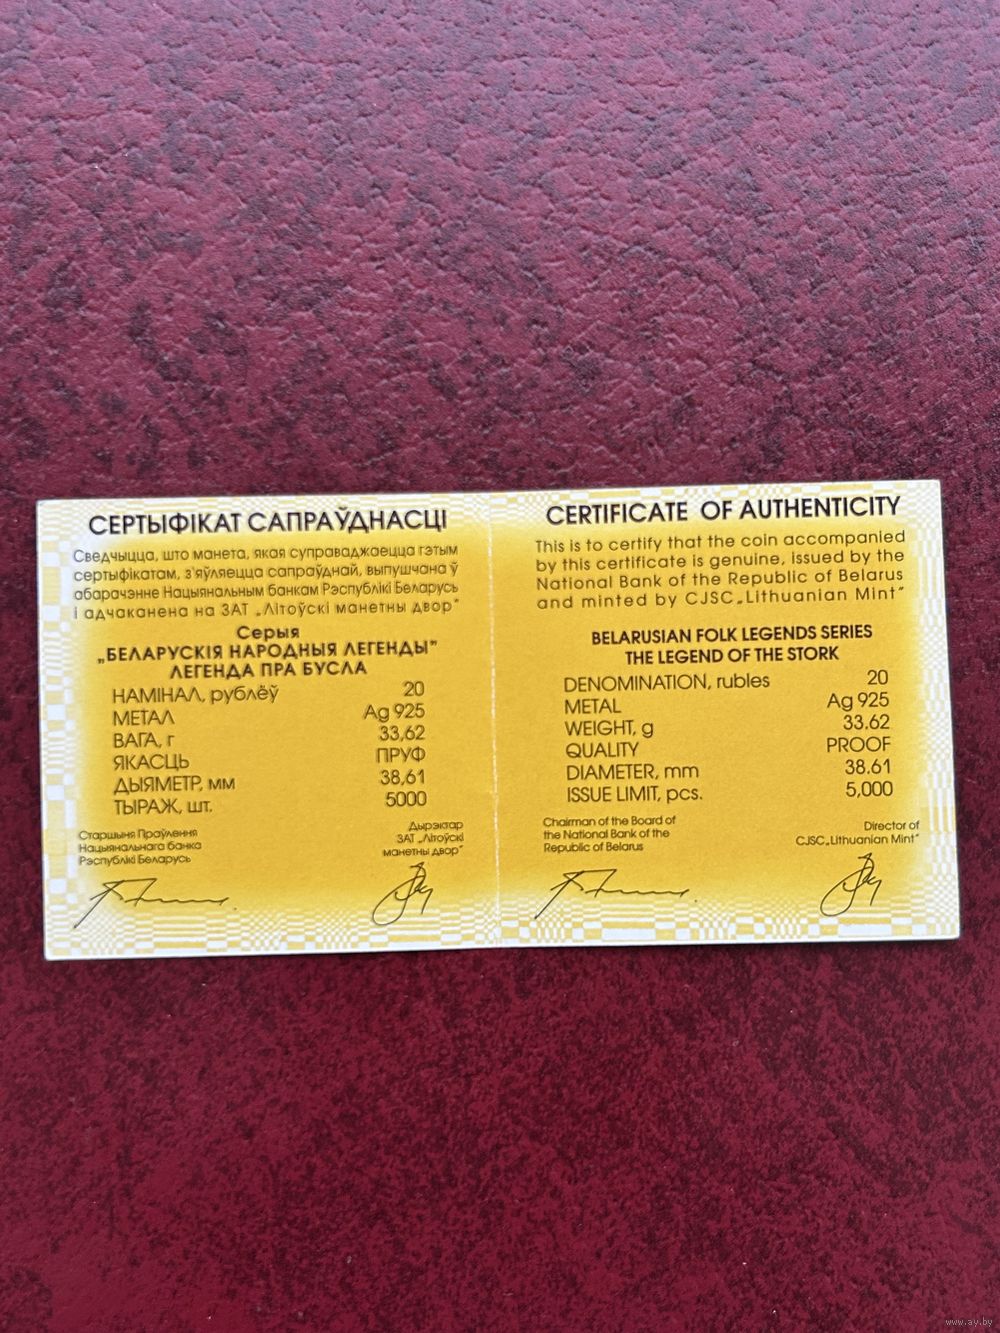 СЕРТЫФІКАТ САПРАЎДНАСЦІ
Сведчыцца, што манета, якая суправаджаецца гэтым
сертыфікатам, з'яўляецца сапраўднай, выпушчана ў
абарачэнне Нацыянальным банкам Рэспублікі Беларусь
і адчаканена на ЗАТ „Літоўскі манетны двор"
Серыя
„БЕЛАРУСКІЯ НАРОДНЫЯ ЛЕГЕНДЫ"
ЛЕГЕНДА ПРА БУСЛА
НАМІНАЛ, рублёў 20
МЕТАЛ Ag 925
ВАГА, г 33,62
ЯКАСЦЬ ПРУФ
ДЫЯМЕТР, мм 38,61
ТЫРАЖ, шт. 5000
Старшыня Праўлення
Нацыянальнага банка
Рэспублікі Беларусь
Дырэктар
ЗАТ „Літоўскі
манетны двор"
CERTIFICATE OF AUTHENTICITY
This is to certify that the coin accompanied
by this certificate is genuine, issued by the
National Bank of the Republic of Belarus
and minted by CJSC „Lithuanian Mint"
BELARUSIAN FOLK LEGENDS SERIES
THE LEGEND OF THE STORK
DENOMINATION, rubles 20
METAL Ag 925
WEIGHT, g 33.62
QUALITY PROOF
DIAMETER, mm 38.61
ISSUE LIMIT, pcs. 5,000
Chairman of the Board of
the National Bank of the
Republic of Belarus
Director of
CJSC „Lithuanian Mint"
www.ay.by